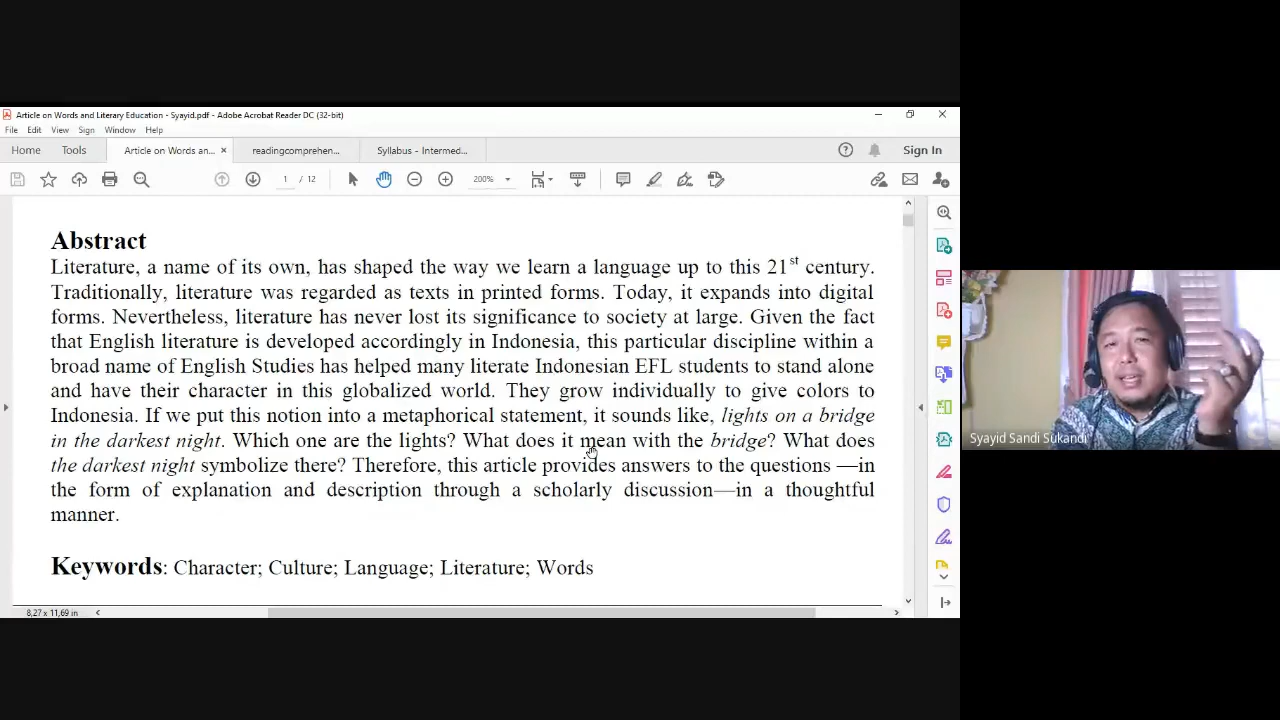 Article on Words and Literary Education - Syayid.pdf - Adobe Acrobat Reader DC (32-bit)
File Edit View Sign Window Help
Home Tools Article on Words an... × readingcomprehen... Syllabus - Intermed... Sign In
1 / 12 200%
Abstract
Literature, a name of its own, has shaped the way we learn a language up to this 21st century.
Traditionally, literature was regarded as texts in printed forms. Today, it expands into digital
forms. Nevertheless, literature has never lost its significance to society at large. Given the fact
that English literature is developed accordingly in Indonesia, this particular discipline within a
broad name of English Studies has helped many literate Indonesian EFL students to stand alone
and have their character in this globalized world. They grow individually to give colors to
Indonesia. If we put this notion into a metaphorical statement, it sounds like, lights on a bridge
in the darkest night. Which one are the lights? What does it mean with the bridge? What does
the darkest night symbolize there? Therefore, this article provides answers to the questions —in
the form of explanation and description through a scholarly discussion—in a thoughtful
manner.
Keywords: Character; Culture; Language; Literature; Words
8,27 x 11,69 in
Syayid Sandi Sukandi